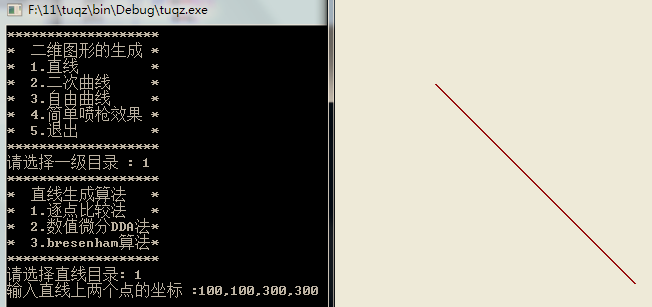 F:\11\tuqz\bin\Debug\tuqz.exe
*******************
* 二维图形的生成 *
* 1.直线 *
* 2.二次曲线 *
* 3.自由曲线 *
* 4.简单喷枪效果 *
* 5.退出 *
*******************
请选择一级目录 : 1
*******************
* 直线生成算法 *
* 1.逐点比较法 *
* 2.数值微分DDA法*
* 3.bresenham算法*
*******************
请选择直线目录: 1
输入直线上两个点的坐标 :100,100,300,300